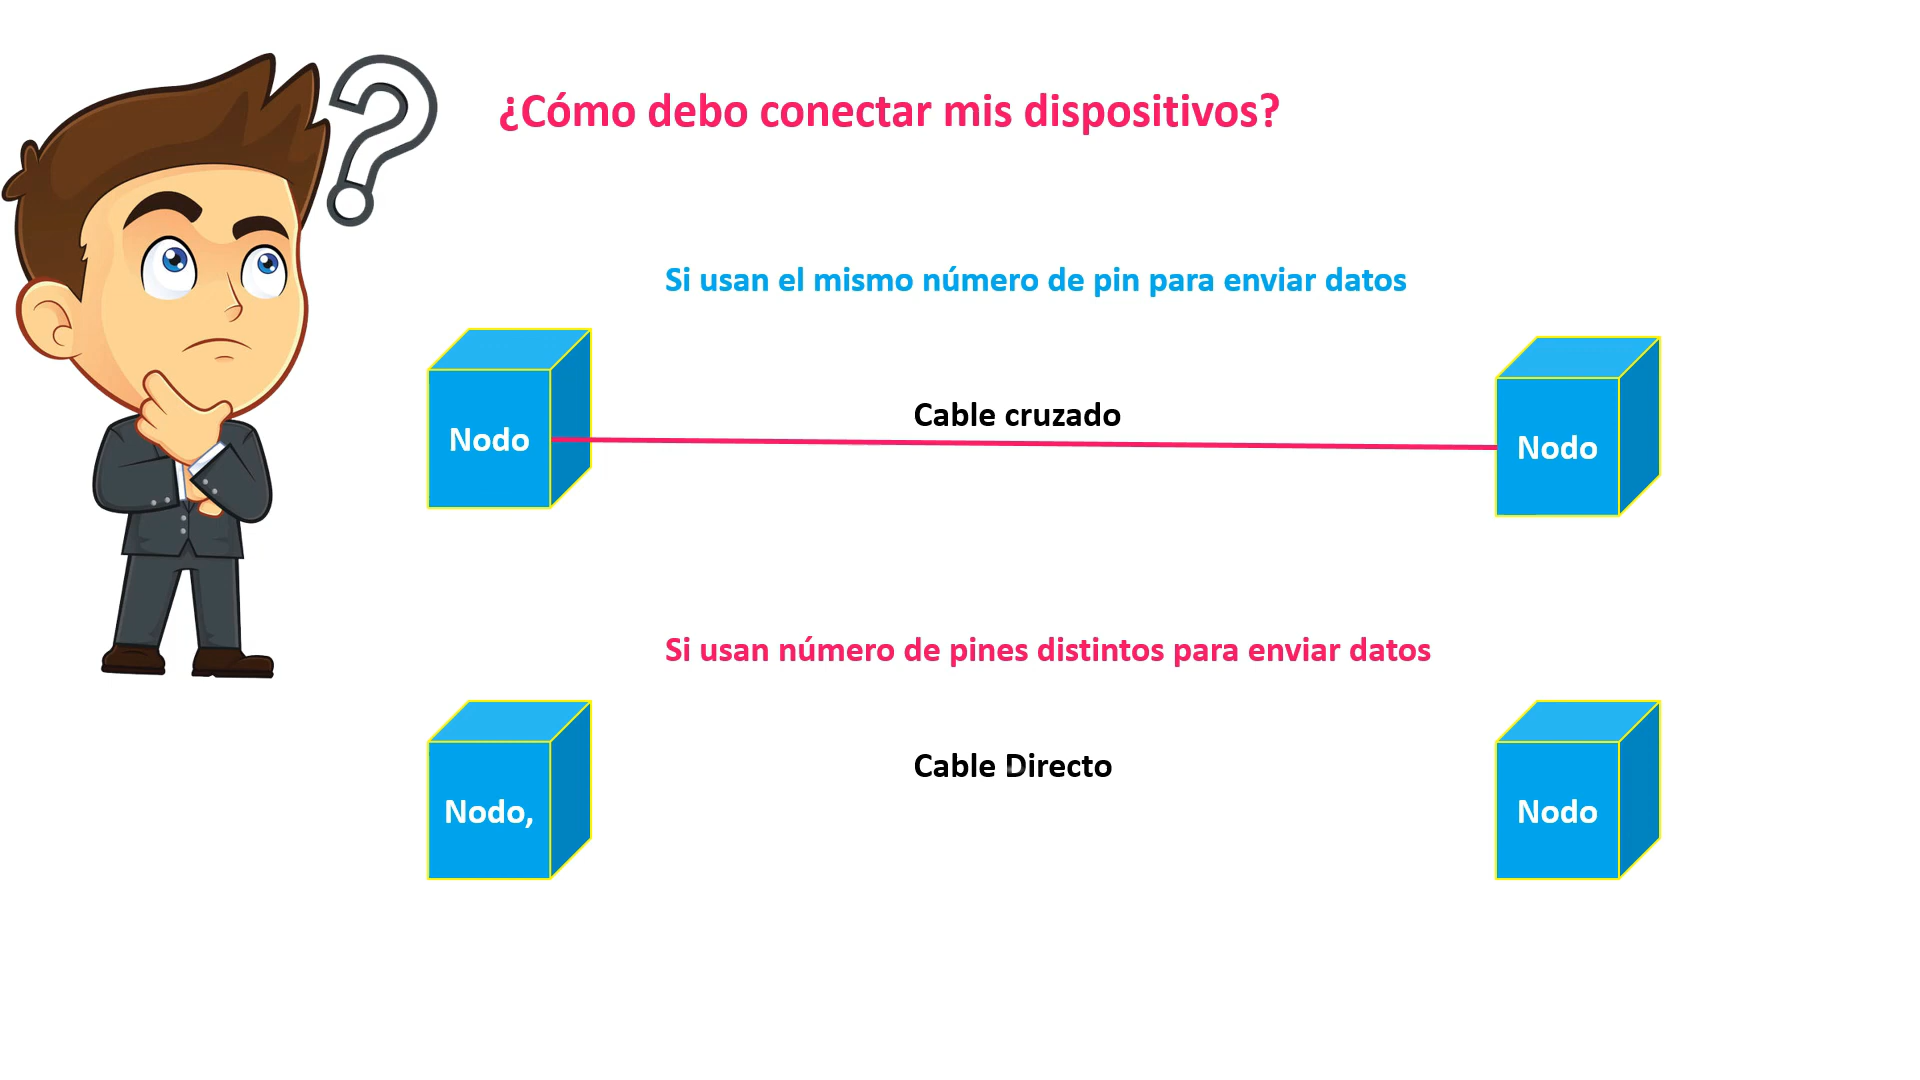 ¿Cómo debo conectar mis dispositivos?
Si usan el mismo número de pin para enviar datos
Cable cruzado
Nodo
Nodo
Si usan número de pines distintos para enviar datos
Cable Directo
Nodo,
Nodo